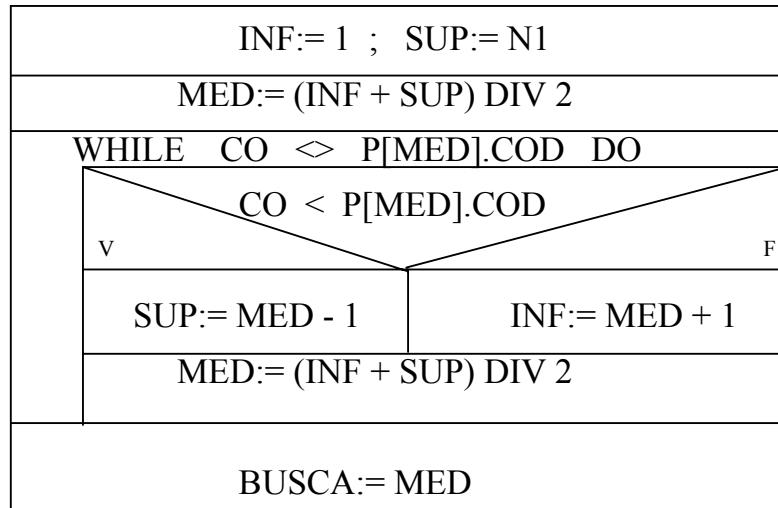 INF:= 1 ; SUP:= N1
MED:= (INF + SUP) DIV 2
WHILE CO <> P[MED].COD DO
CO < P[MED].COD
V F
SUP:= MED - 1 INF:= MED + 1
MED:= (INF + SUP) DIV 2
BUSCA:= MED